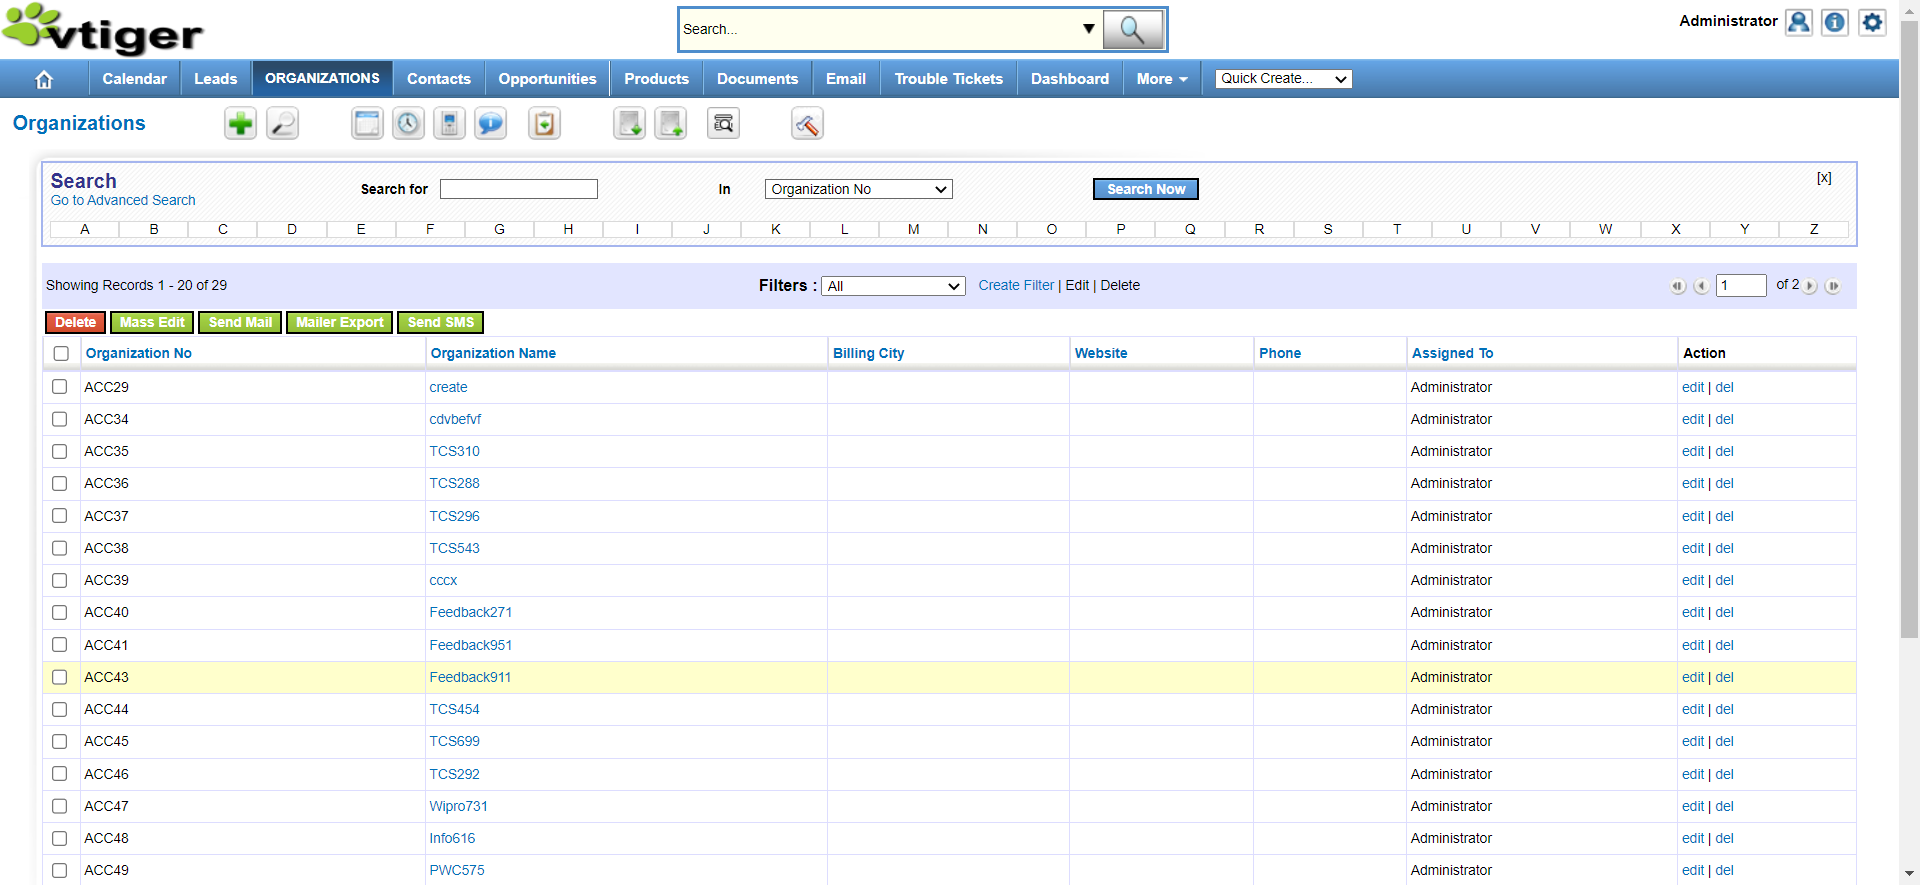 vtiger
Search...
Administrator
Calendar Leads ORGANIZATIONS Contacts Opportunities Products Documents Email Trouble Tickets Dashboard More Quick Create...
Organizations
Search
Go to Advanced Search
Search for In Organization No Search Now [x]
A B C D E F G H I J K L M N O P Q R S T U V W X Y Z
Showing Records 1 - 20 of 29 Filters : All Create Filter | Edit | Delete 1 of 2
Delete Mass Edit Send Mail Mailer Export Send SMS
Organization No Organization Name Billing City Website Phone Assigned To Action
ACC29 create Administrator edit | del
ACC34 cdvbefvf Administrator edit | del
ACC35 TCS310 Administrator edit | del
ACC36 TCS288 Administrator edit | del
ACC37 TCS296 Administrator edit | del
ACC38 TCS543 Administrator edit | del
ACC39 cccx Administrator edit | del
ACC40 Feedback271 Administrator edit | del
ACC41 Feedback951 Administrator edit | del
ACC43 Feedback911 Administrator edit | del
ACC44 TCS454 Administrator edit | del
ACC45 TCS699 Administrator edit | del
ACC46 TCS292 Administrator edit | del
ACC47 Wipro731 Administrator edit | del
ACC48 Info616 Administrator edit | del
ACC49 PWC575 Administrator edit | del